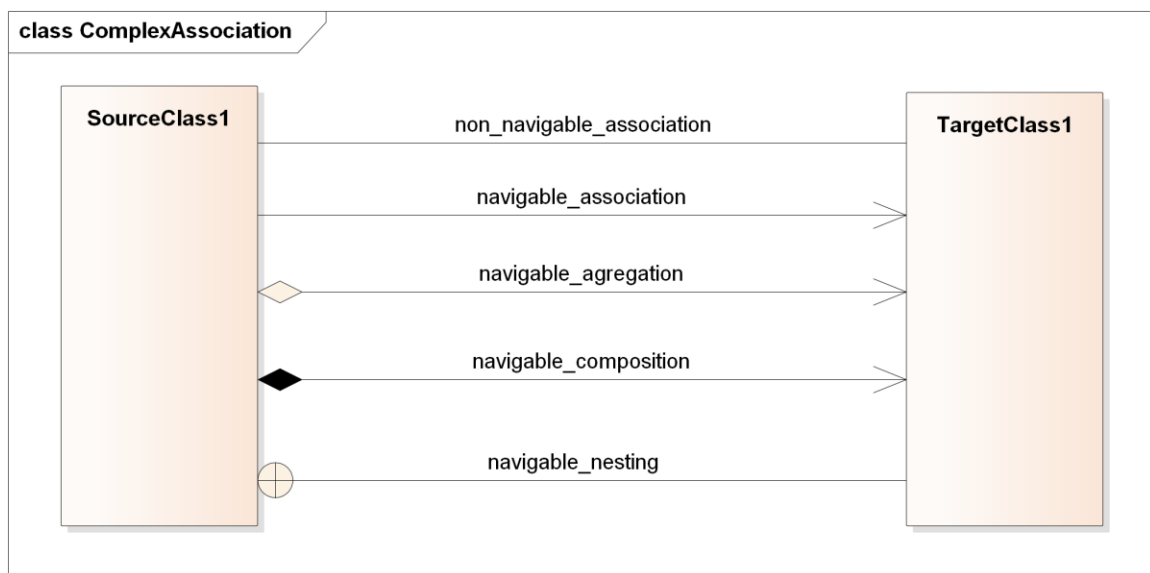 class ComplexAssociation
SourceClass1
non_navigable_association
TargetClass1
navigable_association
navigable_agregation
navigable_composition
navigable_nesting